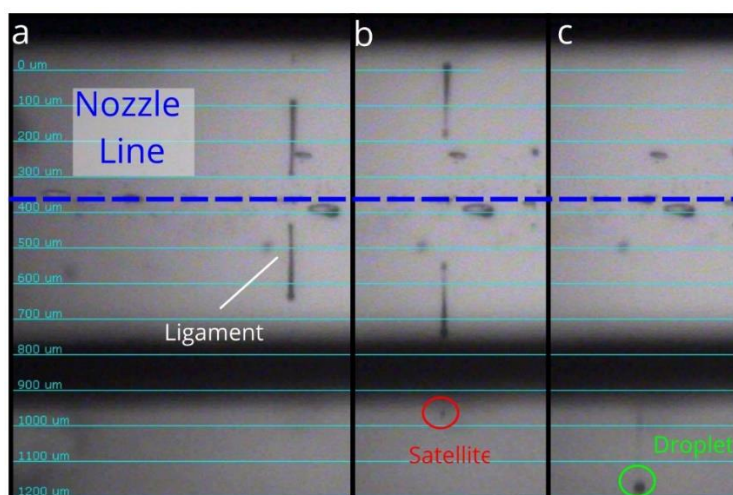 a
b
c
0 um
100 um
Nozzle
Line
200 um
300 um
400 um
500 um
600 um
700 um
Ligament
800 um
900 um
1000 um
Satellite
Droplet
1100 um
1200 um